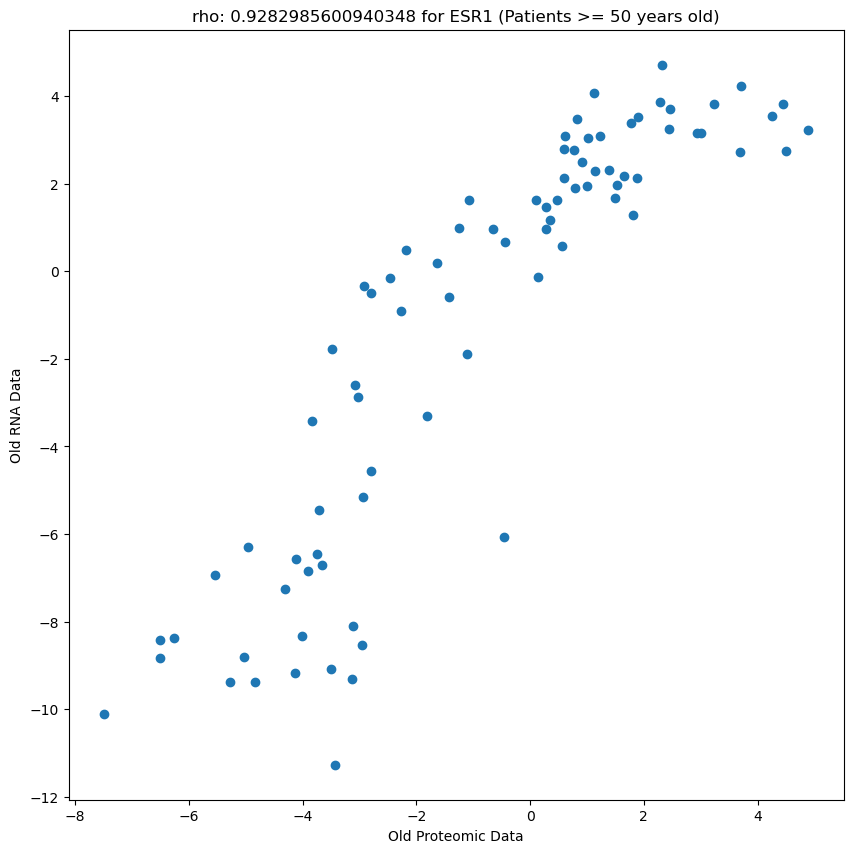 rho: 0.9282985600940348 for ESR1 (Patients >= 50 years old)
4
2
0
−2
−4
−6
−8
−10
−12
Old RNA Data
−8 −6 −4 −2 0 2 4
Old Proteomic Data